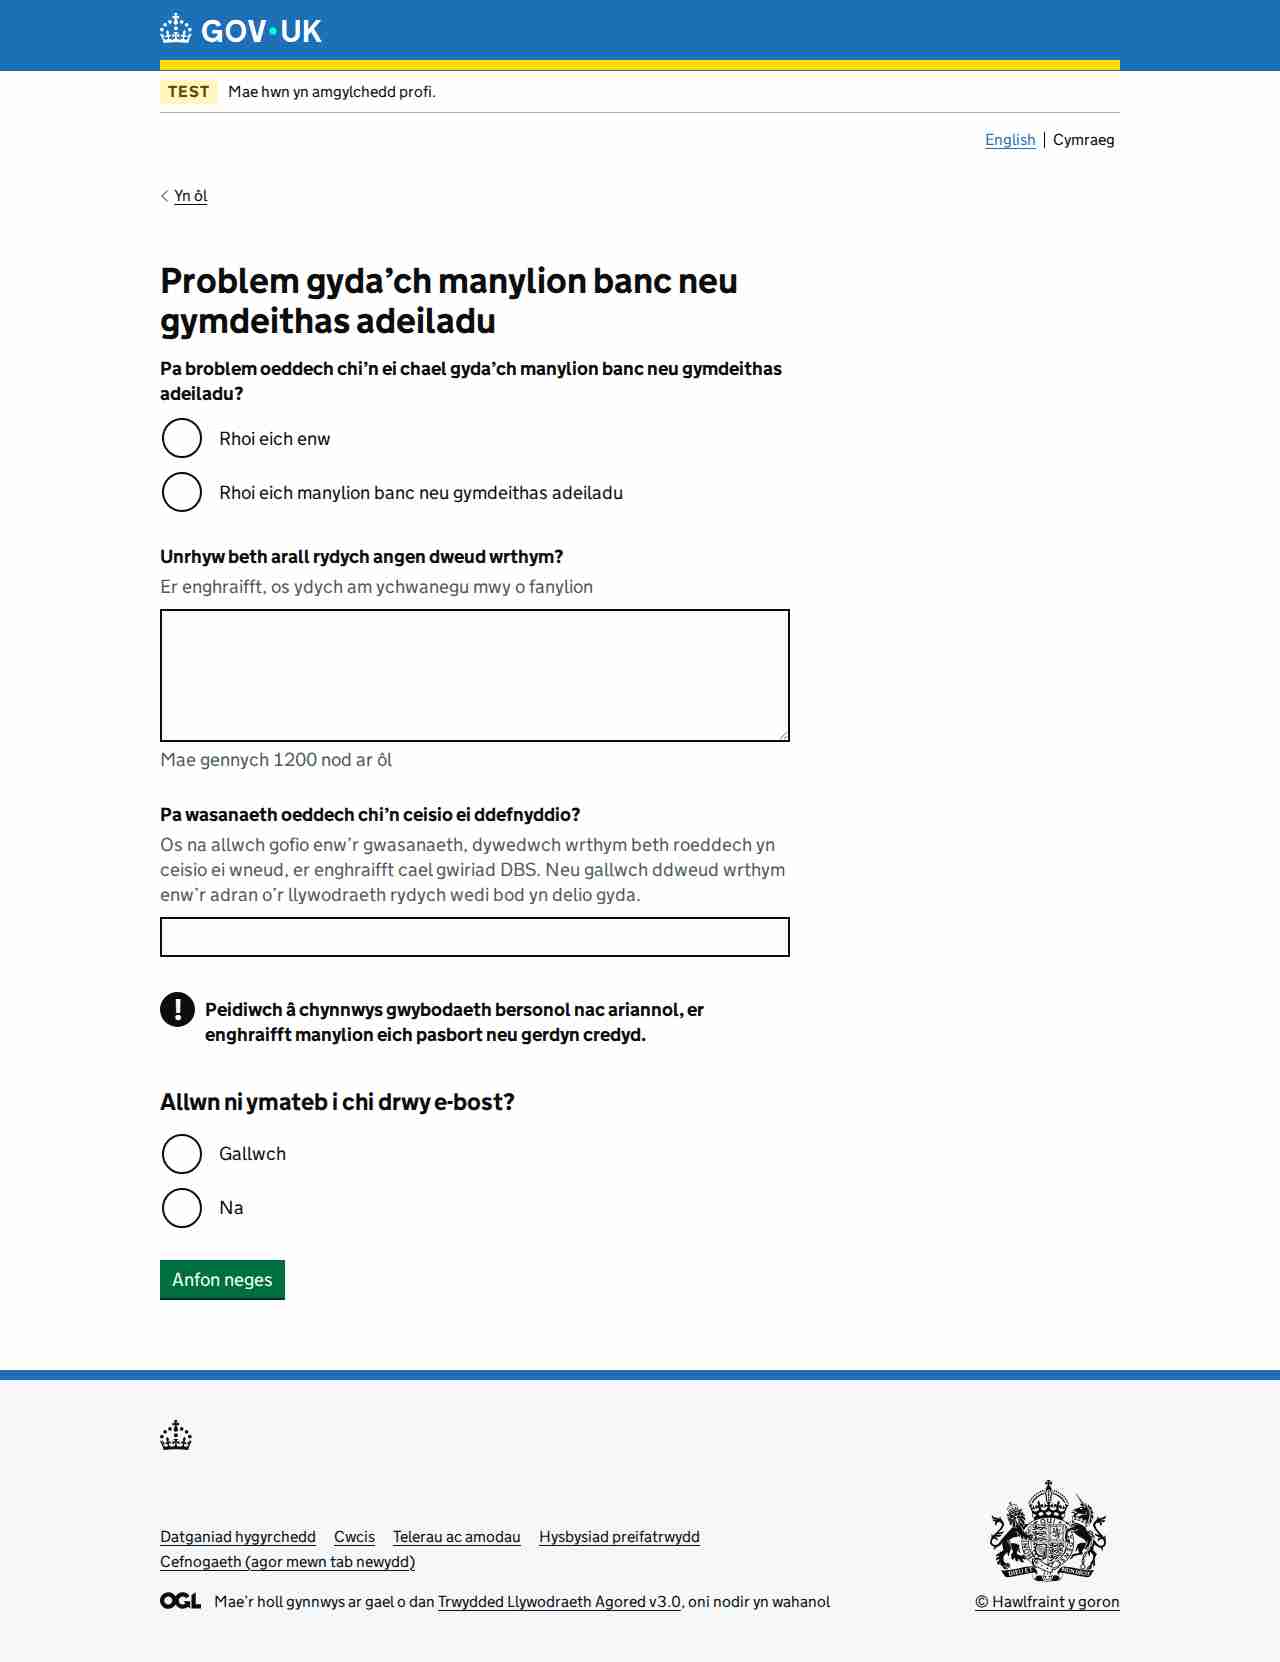 GOV·UK
TEST Mae hwn yn amgylchedd profi.
English | Cymraeg
Yn ôl
Problem gyda’ch manylion banc neu
gymdeithas adeiladu
Pa broblem oeddech chi’n ei chael gyda’ch manylion banc neu gymdeithas
adeiladu?
Rhoi eich enw
Rhoi eich manylion banc neu gymdeithas adeiladu
Unrhyw beth arall rydych angen dweud wrthym?
Er enghraifft, os ydych am ychwanegu mwy o fanylion
Mae gennych 1200 nod ar ôl
Pa wasanaeth oeddech chi’n ceisio ei ddefnyddio?
Os na allwch gofio enw’r gwasanaeth, dywedwch wrthym beth roeddech yn
ceisio ei wneud, er enghraifft cael gwiriad DBS. Neu gallwch ddweud wrthym
enw’r adran o’r llywodraeth rydych wedi bod yn delio gyda.
! Peidiwch â chynnwys gwybodaeth bersonol nac ariannol, er
enghraifft manylion eich pasbort neu gerdyn credyd.
Allwn ni ymateb i chi drwy e-bost?
Gallwch
Na
Anfon neges
Datganiad hygyrchedd Cwcis Telerau ac amodau Hysbysiad preifatrwydd
Cefnogaeth (agor mewn tab newydd)
OGL Mae’r holl gynnwys ar gael o dan Trwydded Llywodraeth Agored v3.0, oni nodir yn wahanol
© Hawlfraint y goron